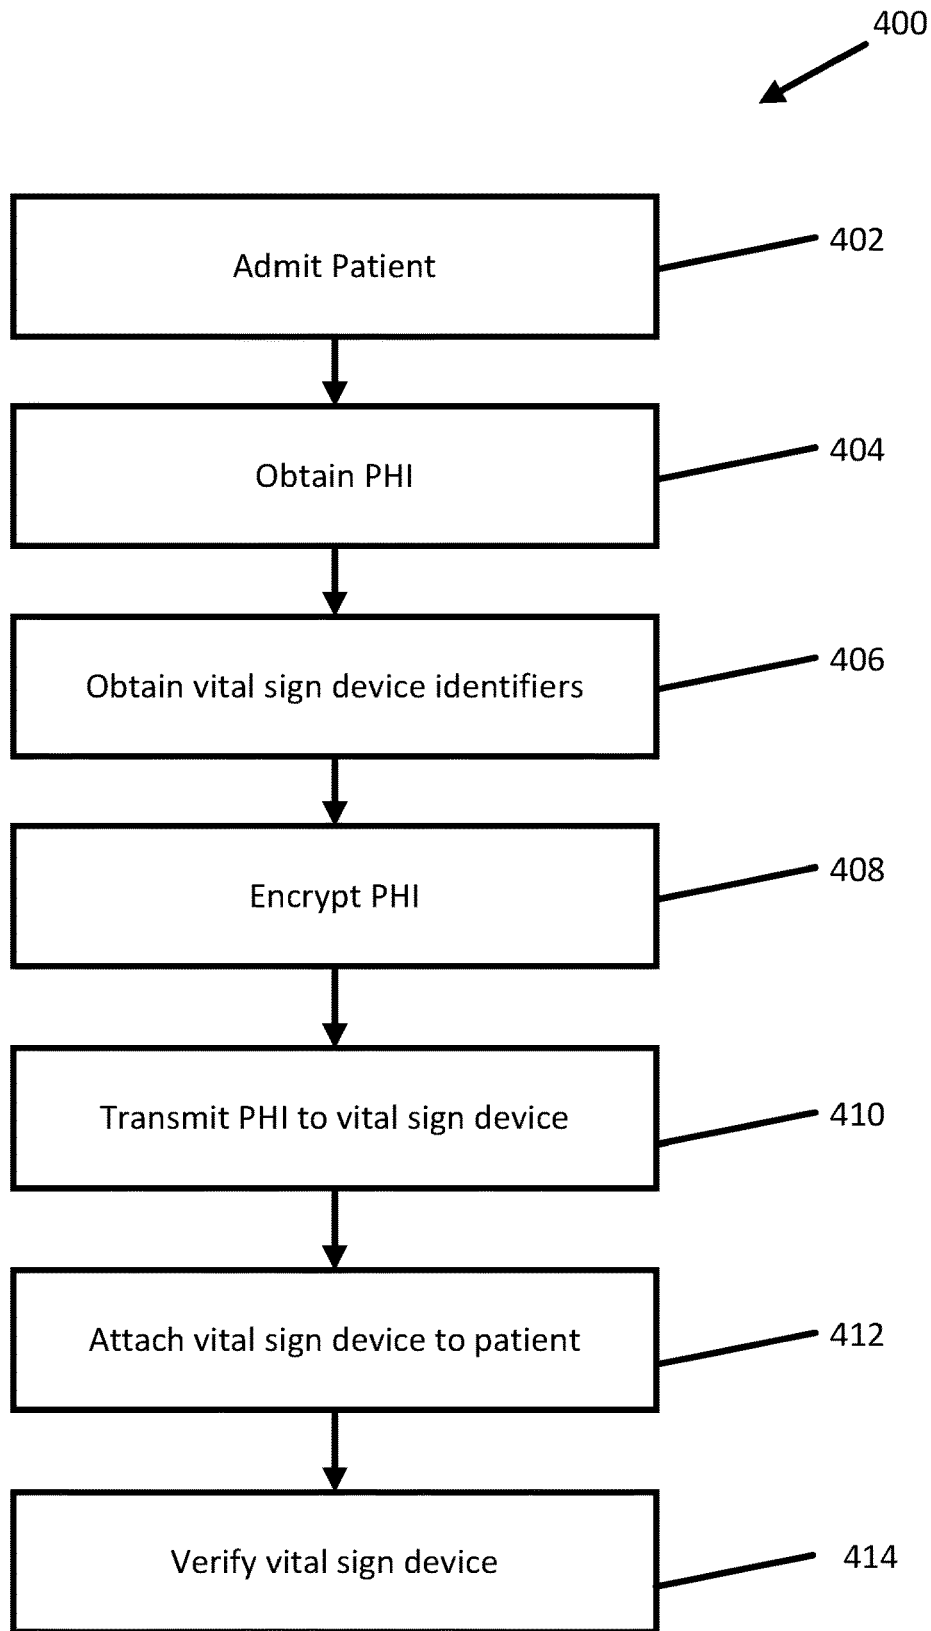 400
Admit Patient
402
Obtain PHI
404
Obtain vital sign device identifiers
406
Encrypt PHI
408
Transmit PHI to vital sign device
410
Attach vital sign device to patient
412
Verify vital sign device
414